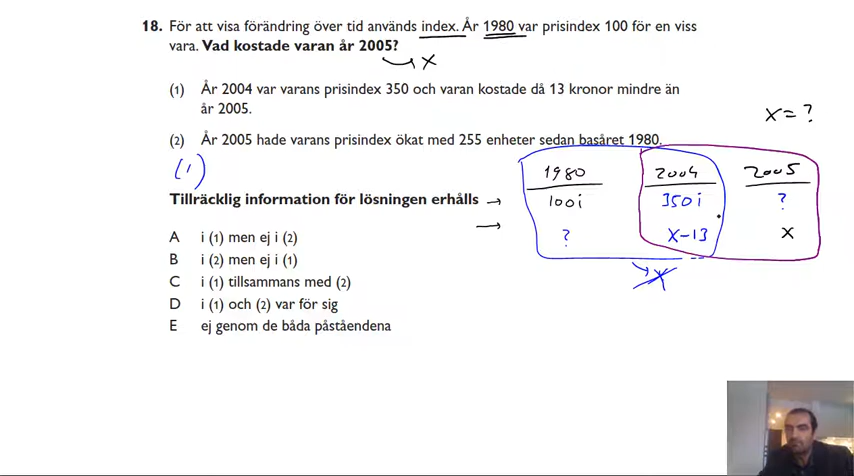 18. För att visa förändring över tid används index. År 1980 var prisindex 100 för en viss
vara. Vad kostade varan år 2005?
x
(1) År 2004 var varans prisindex 350 och varan kostade då 13 kronor mindre än
år 2005.
x = ?
(2) År 2005 hade varans prisindex ökat med 255 enheter sedan basåret 1980.
(1)
1980 2004 2005
Tillräcklig information för lösningen erhålls
100i 350i ?
A i (1) men ej i (2)
? x-13 x
B i (2) men ej i (1)
C i (1) tillsammans med (2)
x
D i (1) och (2) var för sig
E ej genom de båda påståendena